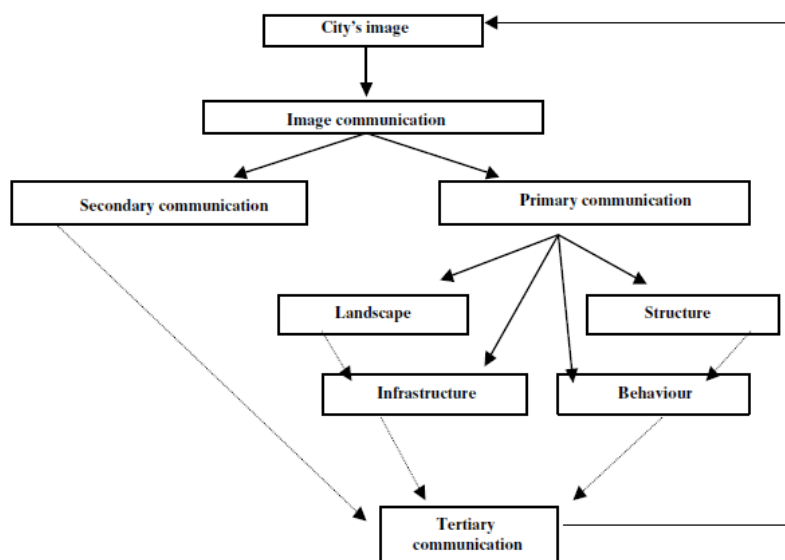 City's image
Image communication
Secondary communication
Primary communication
Landscape
Structure
Infrastructure
Behaviour
Tertiary
communication